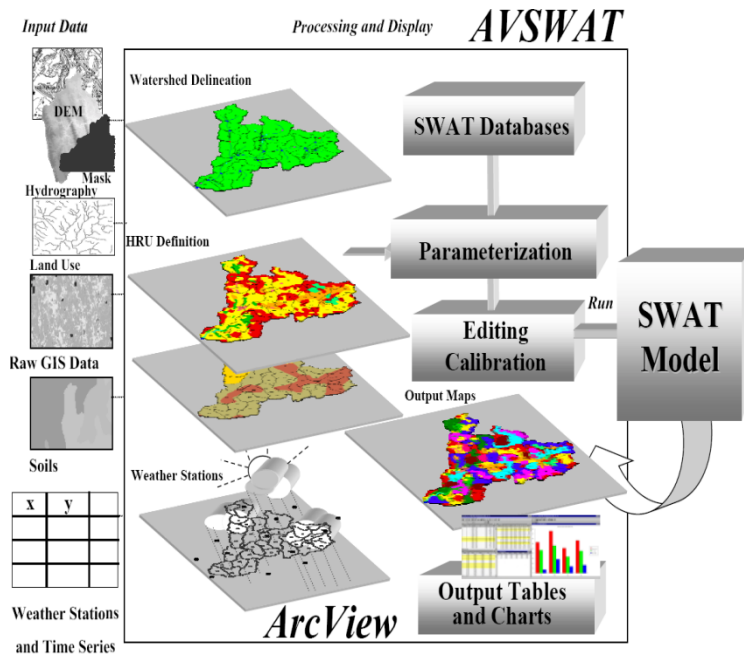 Input Data
Processing and Display
AVSWAT
DEM
Mask
Hydrography
Land Use
Raw GIS Data
Soils
x y
Weather Stations
and Time Series
Watershed Delineation
HRU Definition
Weather Stations
SWAT Databases
Parameterization
Editing
Calibration
Run
SWAT
Model
Output Maps
Output Tables
and Charts
ArcView